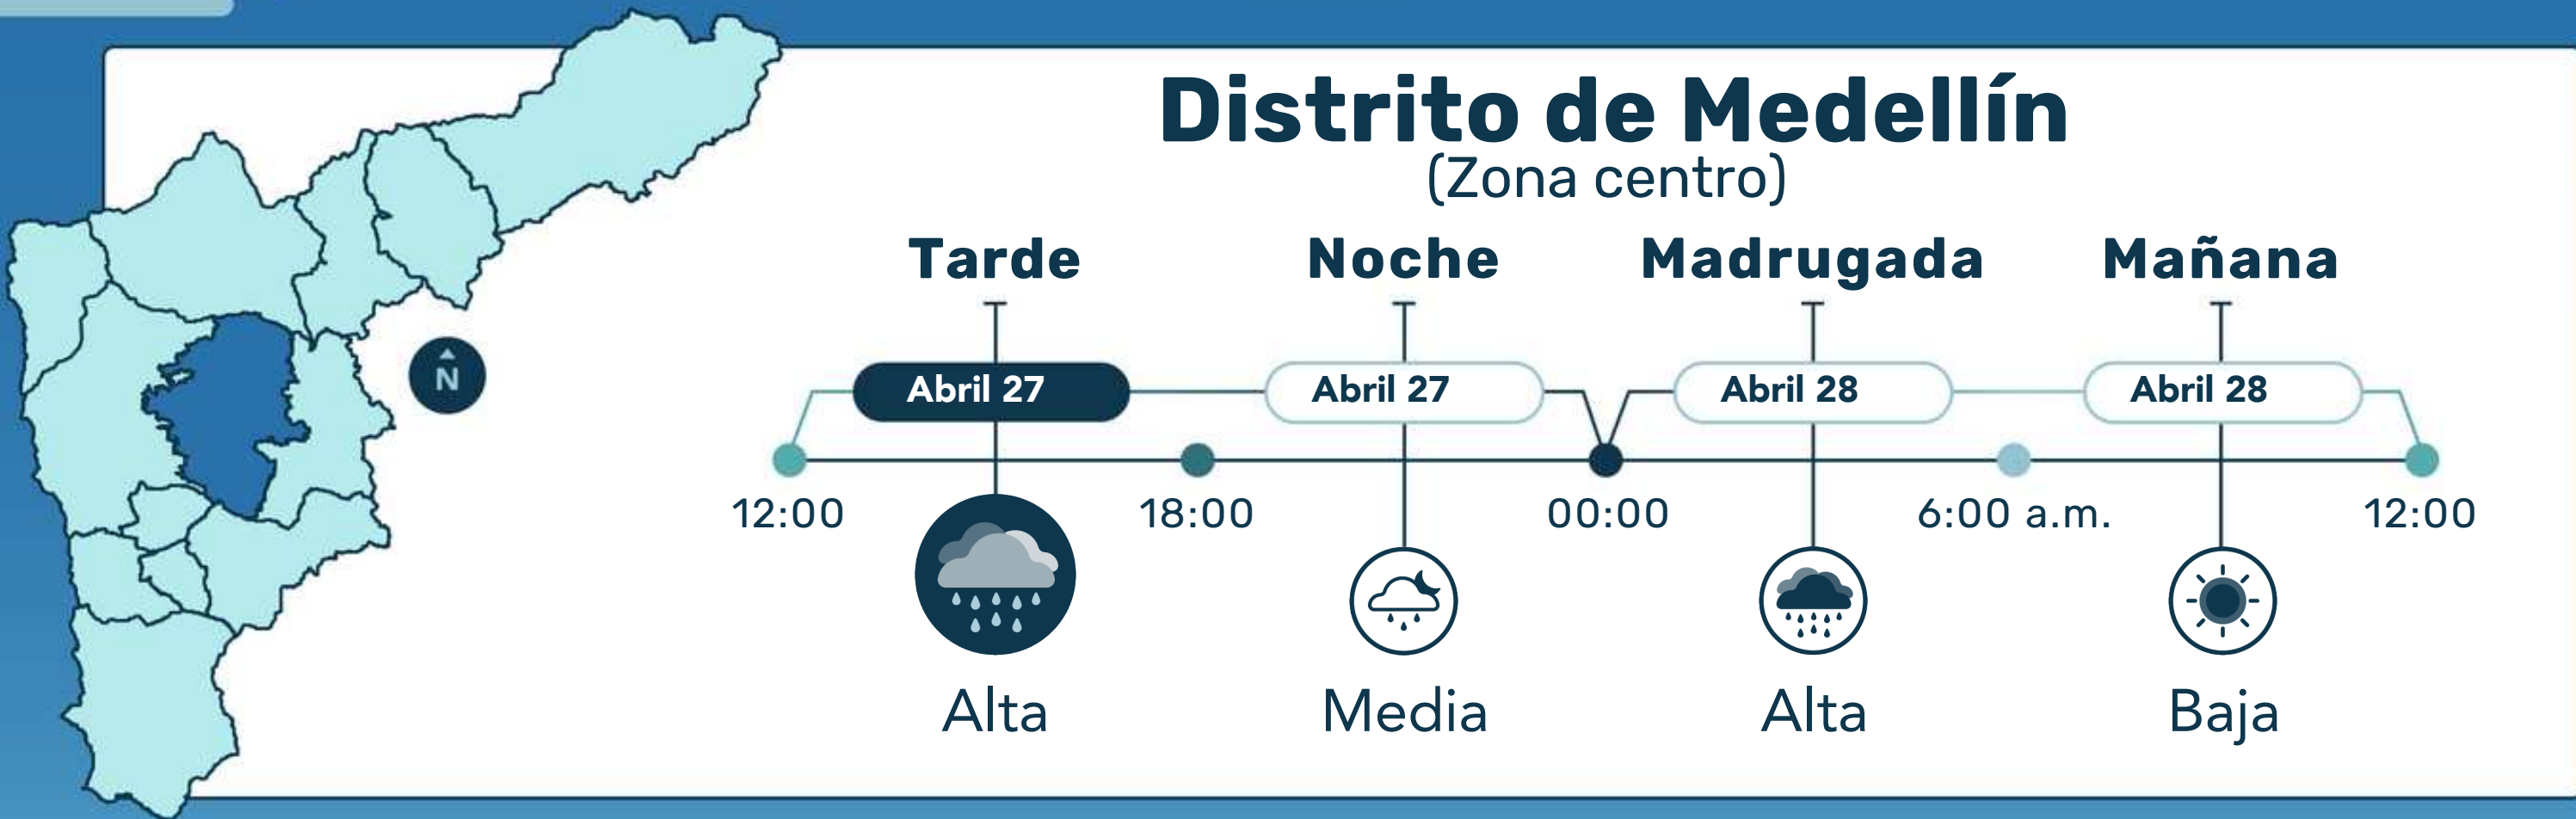 Distrito de Medellín
(Zona centro)
Tarde Noche Madrugada Mañana
Abril 27 Abril 27 Abril 28 Abril 28
N
12:00 18:00 00:00 6:00 a.m. 12:00
Alta Media Alta Baja